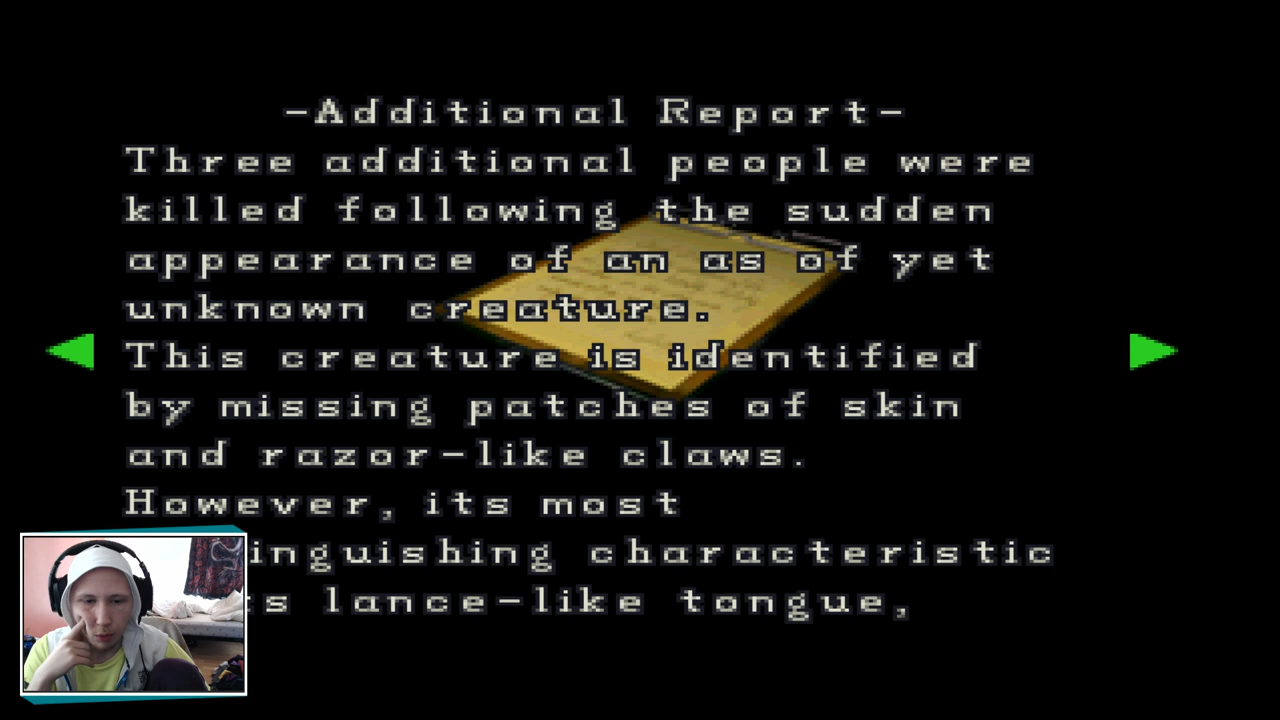 -Additional Report-
Three additional people were
killed following the sudden
appearance of an as of yet
unknown creature.
This creature is identified
by missing patches of skin
and razor-like claws.
However, its most
inguishing characteristic
s lance-like tongue,